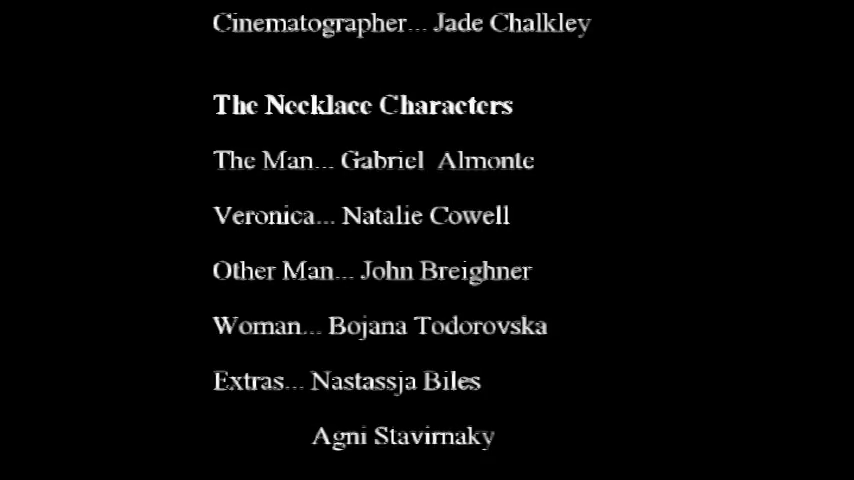 Cinematographer... Jade Chalkley
The Necklace Characters
The Man... Gabriel Almonte
Veronica... Natalie Cowell
Other Man... John Breighner
Woman... Bojana Todorovska
Extras... Nastassja Biles
Agni Stavirnaky